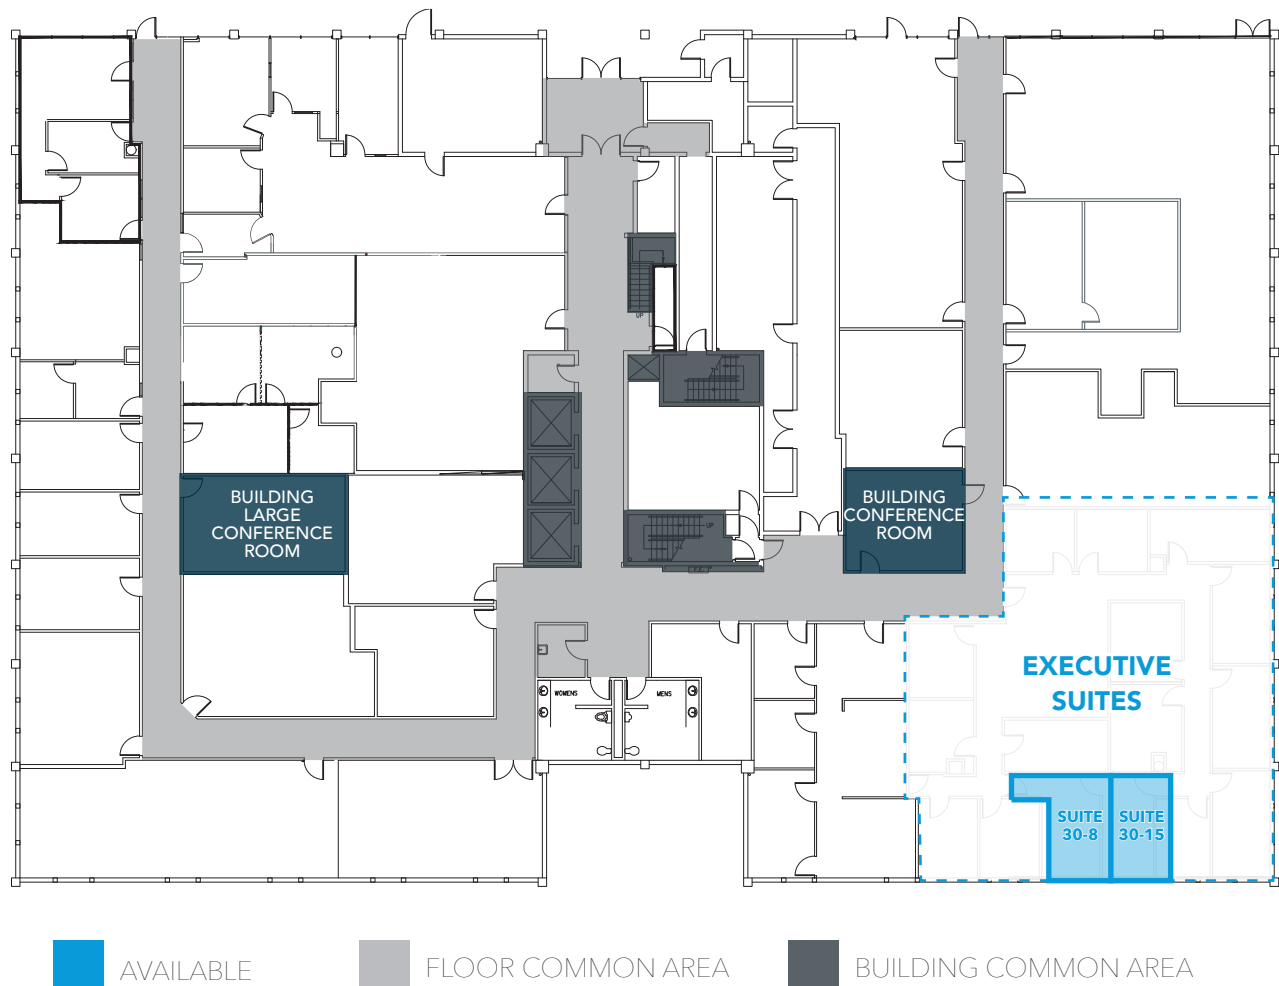 UP
BUILDING
LARGE
CONFERENCE
ROOM
BUILDING
CONFERENCE
ROOM
UP
EXECUTIVE
SUITES
WOMENS
MENS
SUITE
30-8
SUITE
30-15
AVAILABLE
FLOOR COMMON AREA
BUILDING COMMON AREA